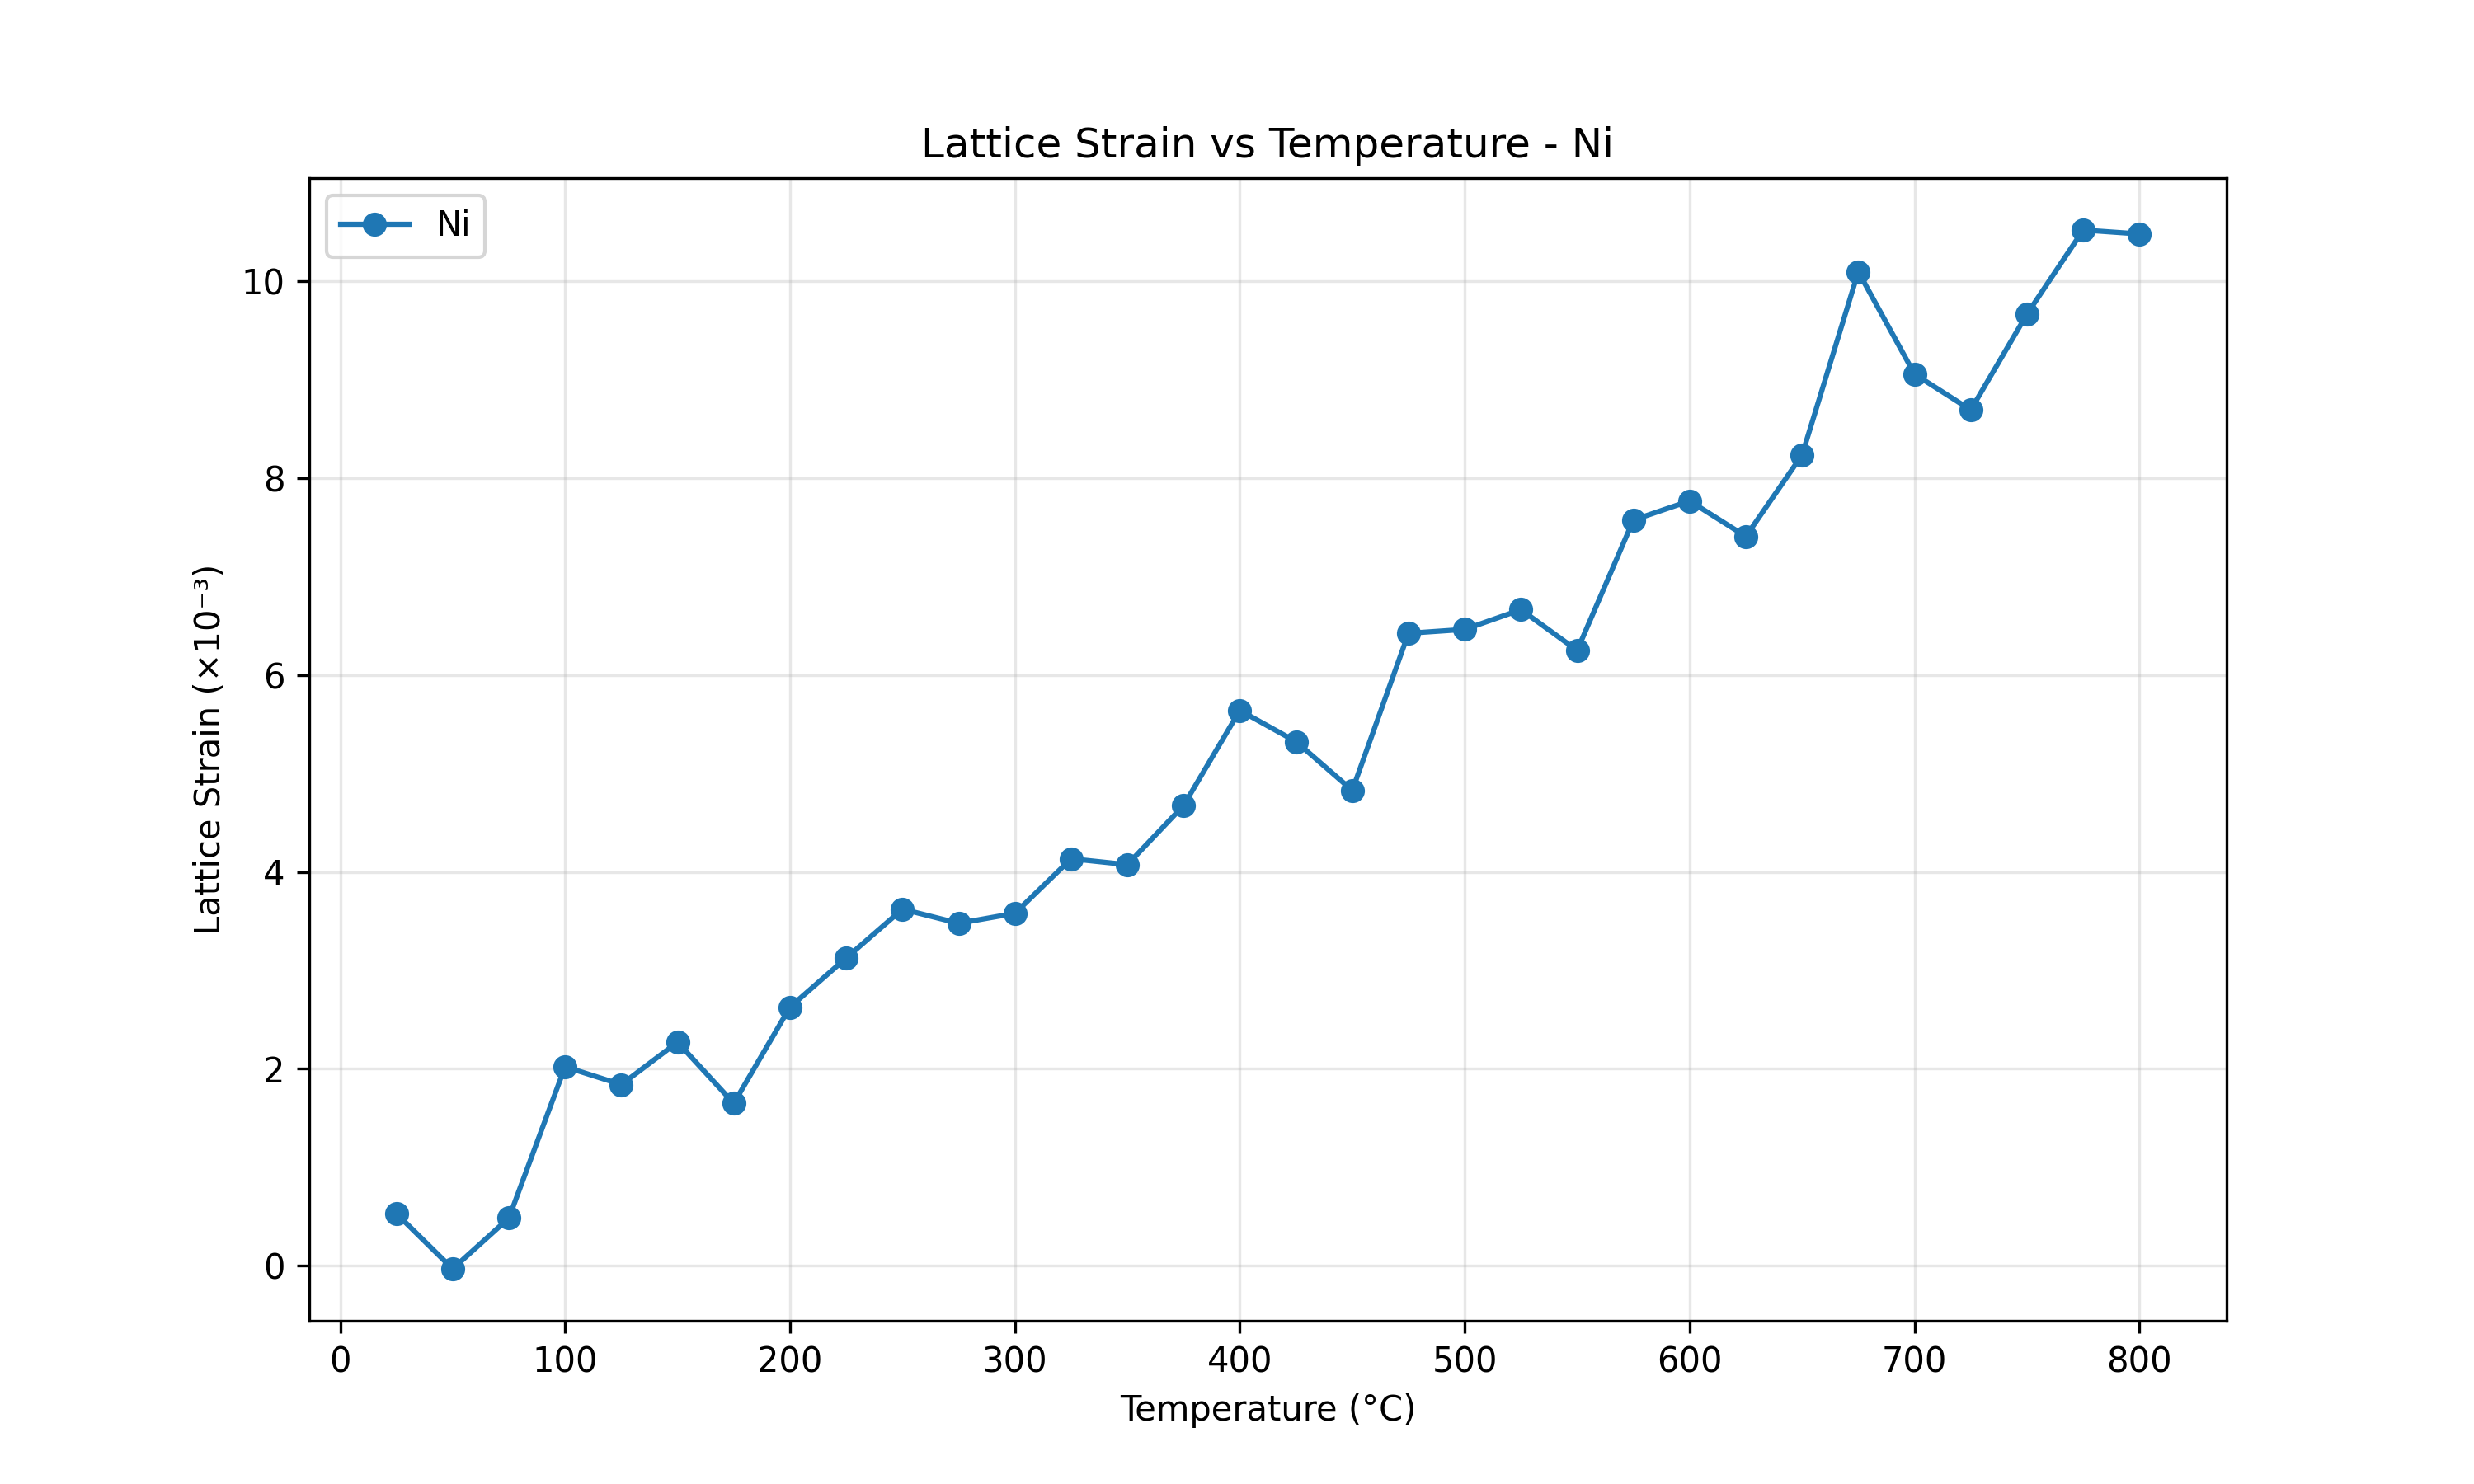 Lattice Strain vs Temperature - Ni
Ni
Lattice Strain (×10⁻³)
10
8
6
4
2
0
0 100 200 300 400 500 600 700 800
Temperature (°C)